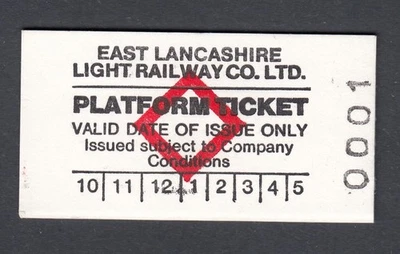 EAST LANCASHIRE
LIGHT RAILWAY CO. LTD.
PLATFORM TICKET
VALID DATE OF ISSUE ONLY
Issued subject to Company
Conditions
10 11 12 1 2 3 4 5
0001